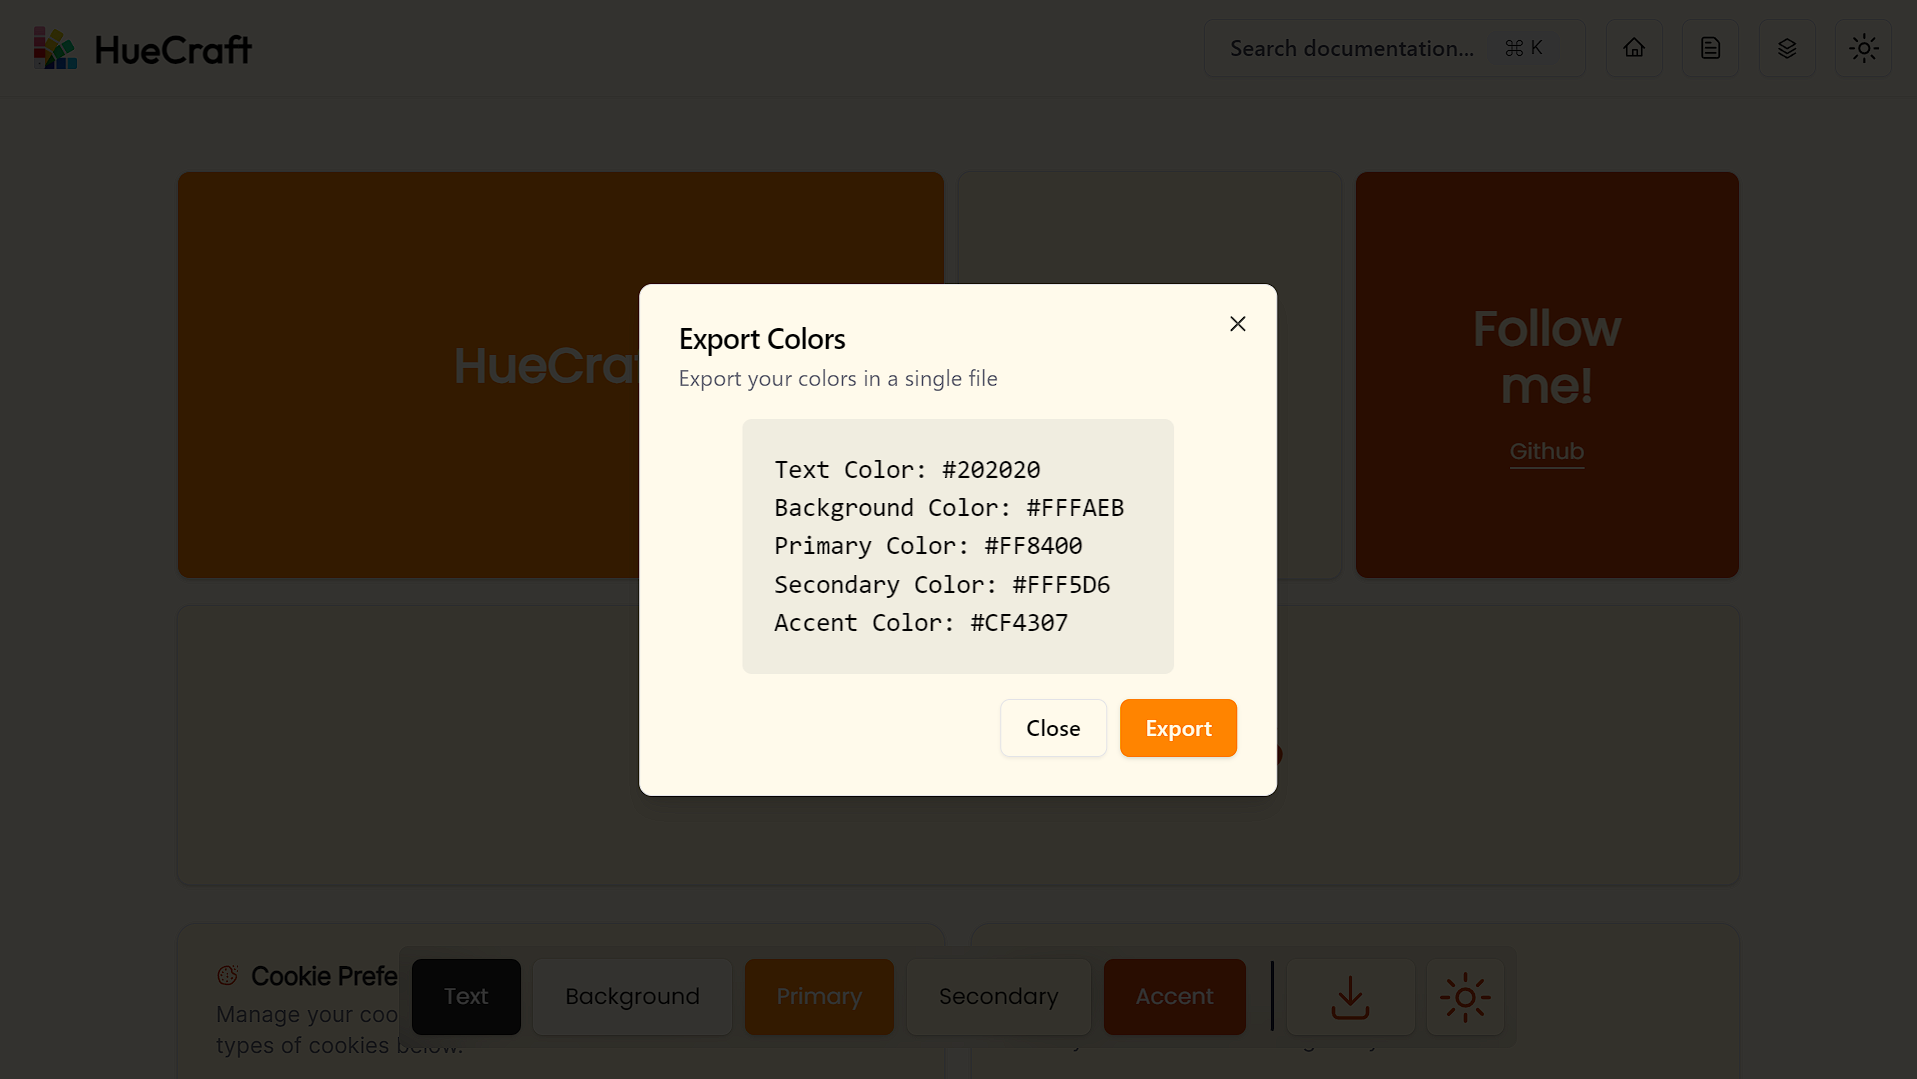 HueCraft
Search documentation... ⌘ K
Follow
me!
Github
Export Colors
Export your colors in a single file
Text Color: #202020
Background Color: #FFFAEB
Primary Color: #FF8400
Secondary Color: #FFF5D6
Accent Color: #CF4307
Close
Export
Cookie Prefe
Manage your coo
types of cookies below.
Text
Background
Primary
Secondary
Accent